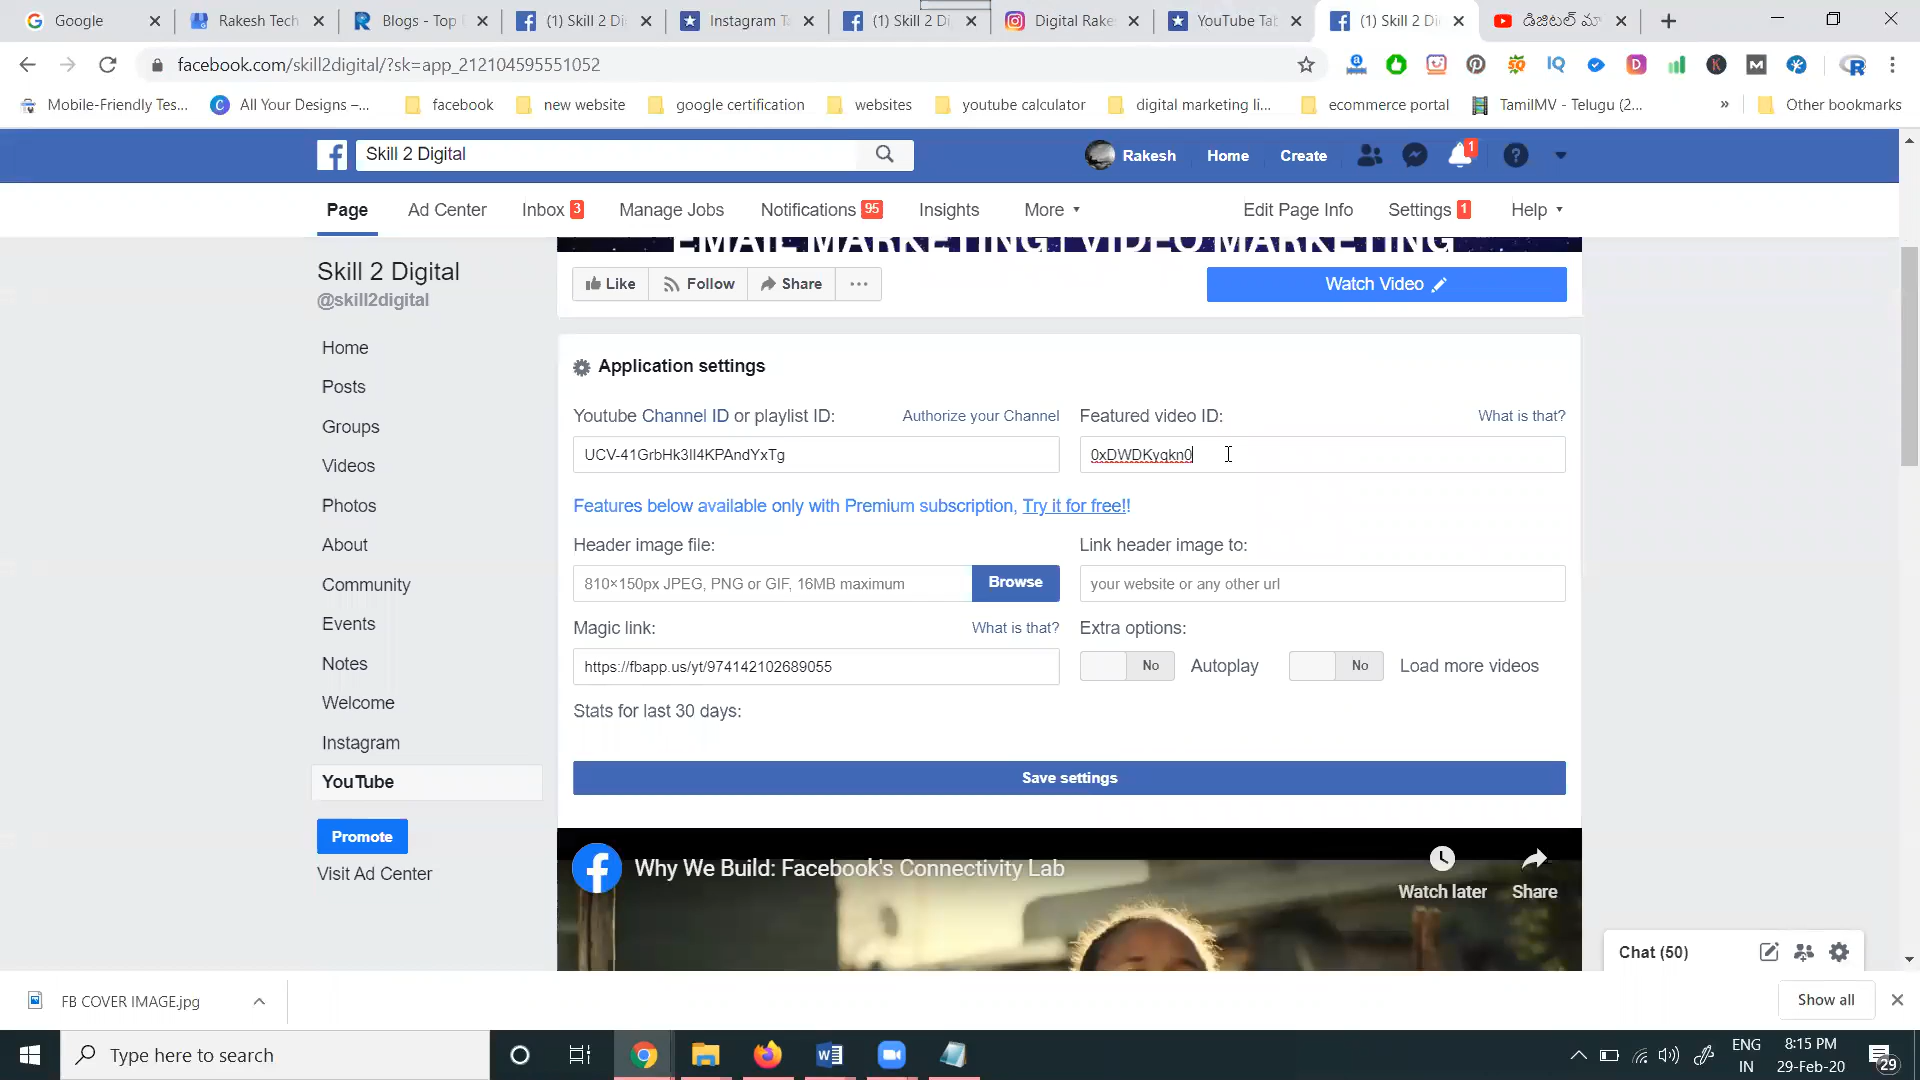 Google
Rakesh Tech
Blogs - Top
(1) Skill 2 Di
Instagram Ta
(1) Skill 2 Di
Digital Rake
YouTube Tab
(1) Skill 2 Di
డిజిటల్ మా
facebook.com/skill2digital/?sk=app_212104595551052
Mobile-Friendly Tes...
All Your Designs –...
facebook
new website
google certification
websites
youtube calculator
digital marketing li...
ecommerce portal
TamilMV - Telugu (2...
»
Other bookmarks
Skill 2 Digital
Rakesh
Home
Create
1
Page
Ad Center
Inbox 3
Manage Jobs
Notifications 95
Insights
More
Edit Page Info
Settings 1
Help
EMAIL MARKETING | VIDEO MARKETING
Skill 2 Digital
@skill2digital
Like
Follow
Share
Watch Video
Home
Posts
Groups
Videos
Photos
About
Community
Events
Notes
Welcome
Instagram
YouTube
Promote
Visit Ad Center
Application settings
Youtube Channel ID or playlist ID:
Authorize your Channel
Featured video ID:
What is that?
UCV-41GrbHk3lI4KPAndYxTg
0xDWDKyqkn0
Features below available only with Premium subscription, Try it for free!!
Header image file:
Link header image to:
810×150px JPEG, PNG or GIF, 16MB maximum
Browse
your website or any other url
Magic link:
What is that?
Extra options:
https://fbapp.us/yt/974142102689055
No
Autoplay
No
Load more videos
Stats for last 30 days:
Save settings
Why We Build: Facebook's Connectivity Lab
Watch later
Share
Chat (50)
FB COVER IMAGE.jpg
Show all
Type here to search
ENG
IN
8:15 PM
29-Feb-20
29